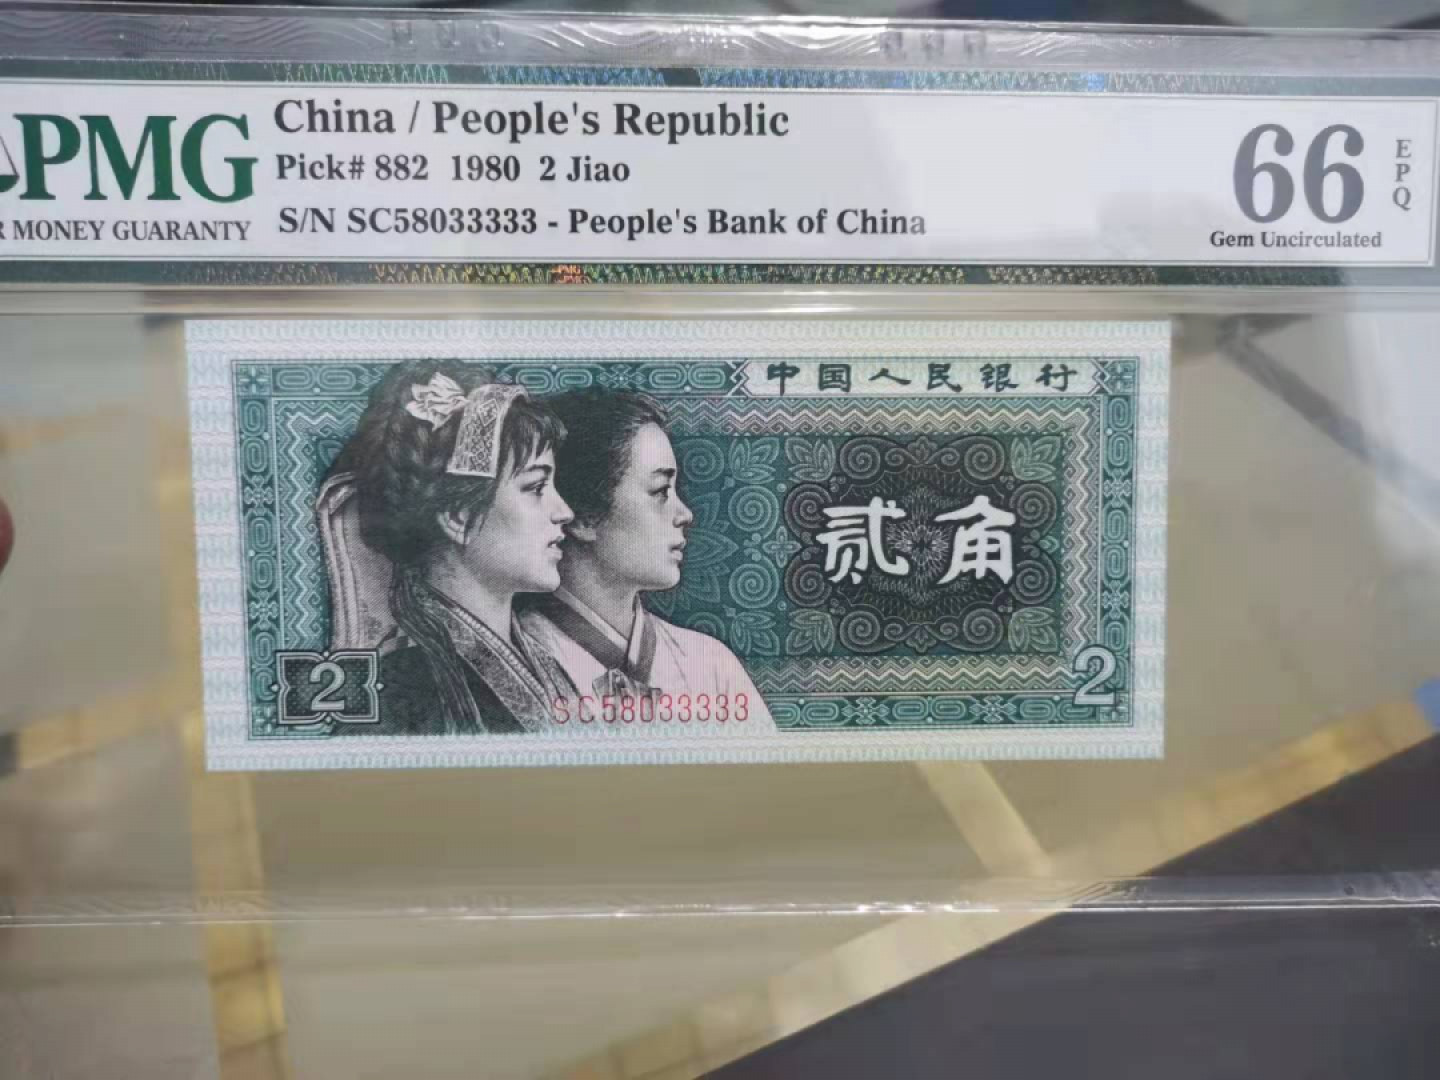 PMG
China / People's Republic
Pick# 882 1980 2 Jiao
MONEY GUARANTY
S/N SC58033333 - People's Bank of China
66
EPQ
Gem Uncirculated
中国人民银行
贰角
2
2
SC58033333